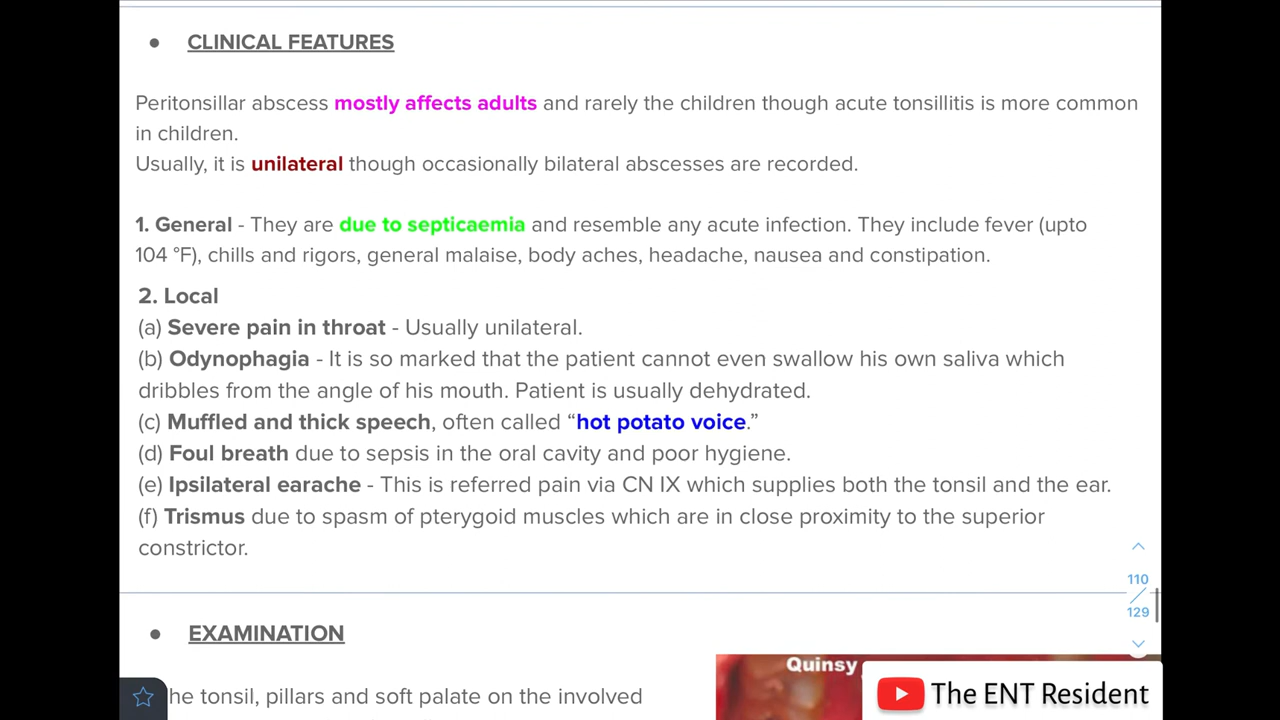 ● CLINICAL FEATURES
Peritonsillar abscess mostly affects adults and rarely the children though acute tonsillitis is more common
in children.
Usually, it is unilateral though occasionally bilateral abscesses are recorded.
1. General - They are due to septicaemia and resemble any acute infection. They include fever (upto
104 °F), chills and rigors, general malaise, body aches, headache, nausea and constipation.
2. Local
(a) Severe pain in throat - Usually unilateral.
(b) Odynophagia - It is so marked that the patient cannot even swallow his own saliva which
dribbles from the angle of his mouth. Patient is usually dehydrated.
(c) Muffled and thick speech, often called “hot potato voice.”
(d) Foul breath due to sepsis in the oral cavity and poor hygiene.
(e) Ipsilateral earache - This is referred pain via CN IX which supplies both the tonsil and the ear.
(f) Trismus due to spasm of pterygoid muscles which are in close proximity to the superior
constrictor.
110
129
● EXAMINATION
Quinsy
he tonsil, pillars and soft palate on the involved
The ENT Resident